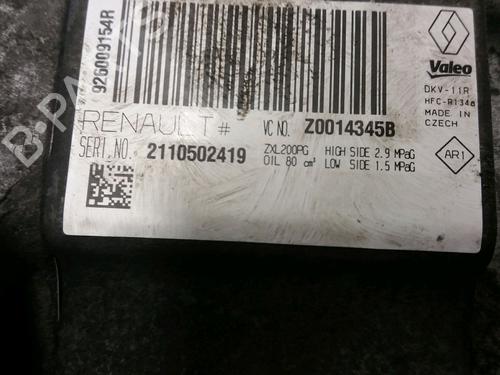 926009154R
Valeo
DKV-11R
HFC-R134a
MADE IN
CZECH
RENAULT #
VC NO. Z0014345B
SERI.NO. 2110502419
ZXL200PG
OIL 80 cm³
HIGH SIDE 2.9 MPaG
LOW SIDE 1.5 MPaG
AR1
B-PARTS